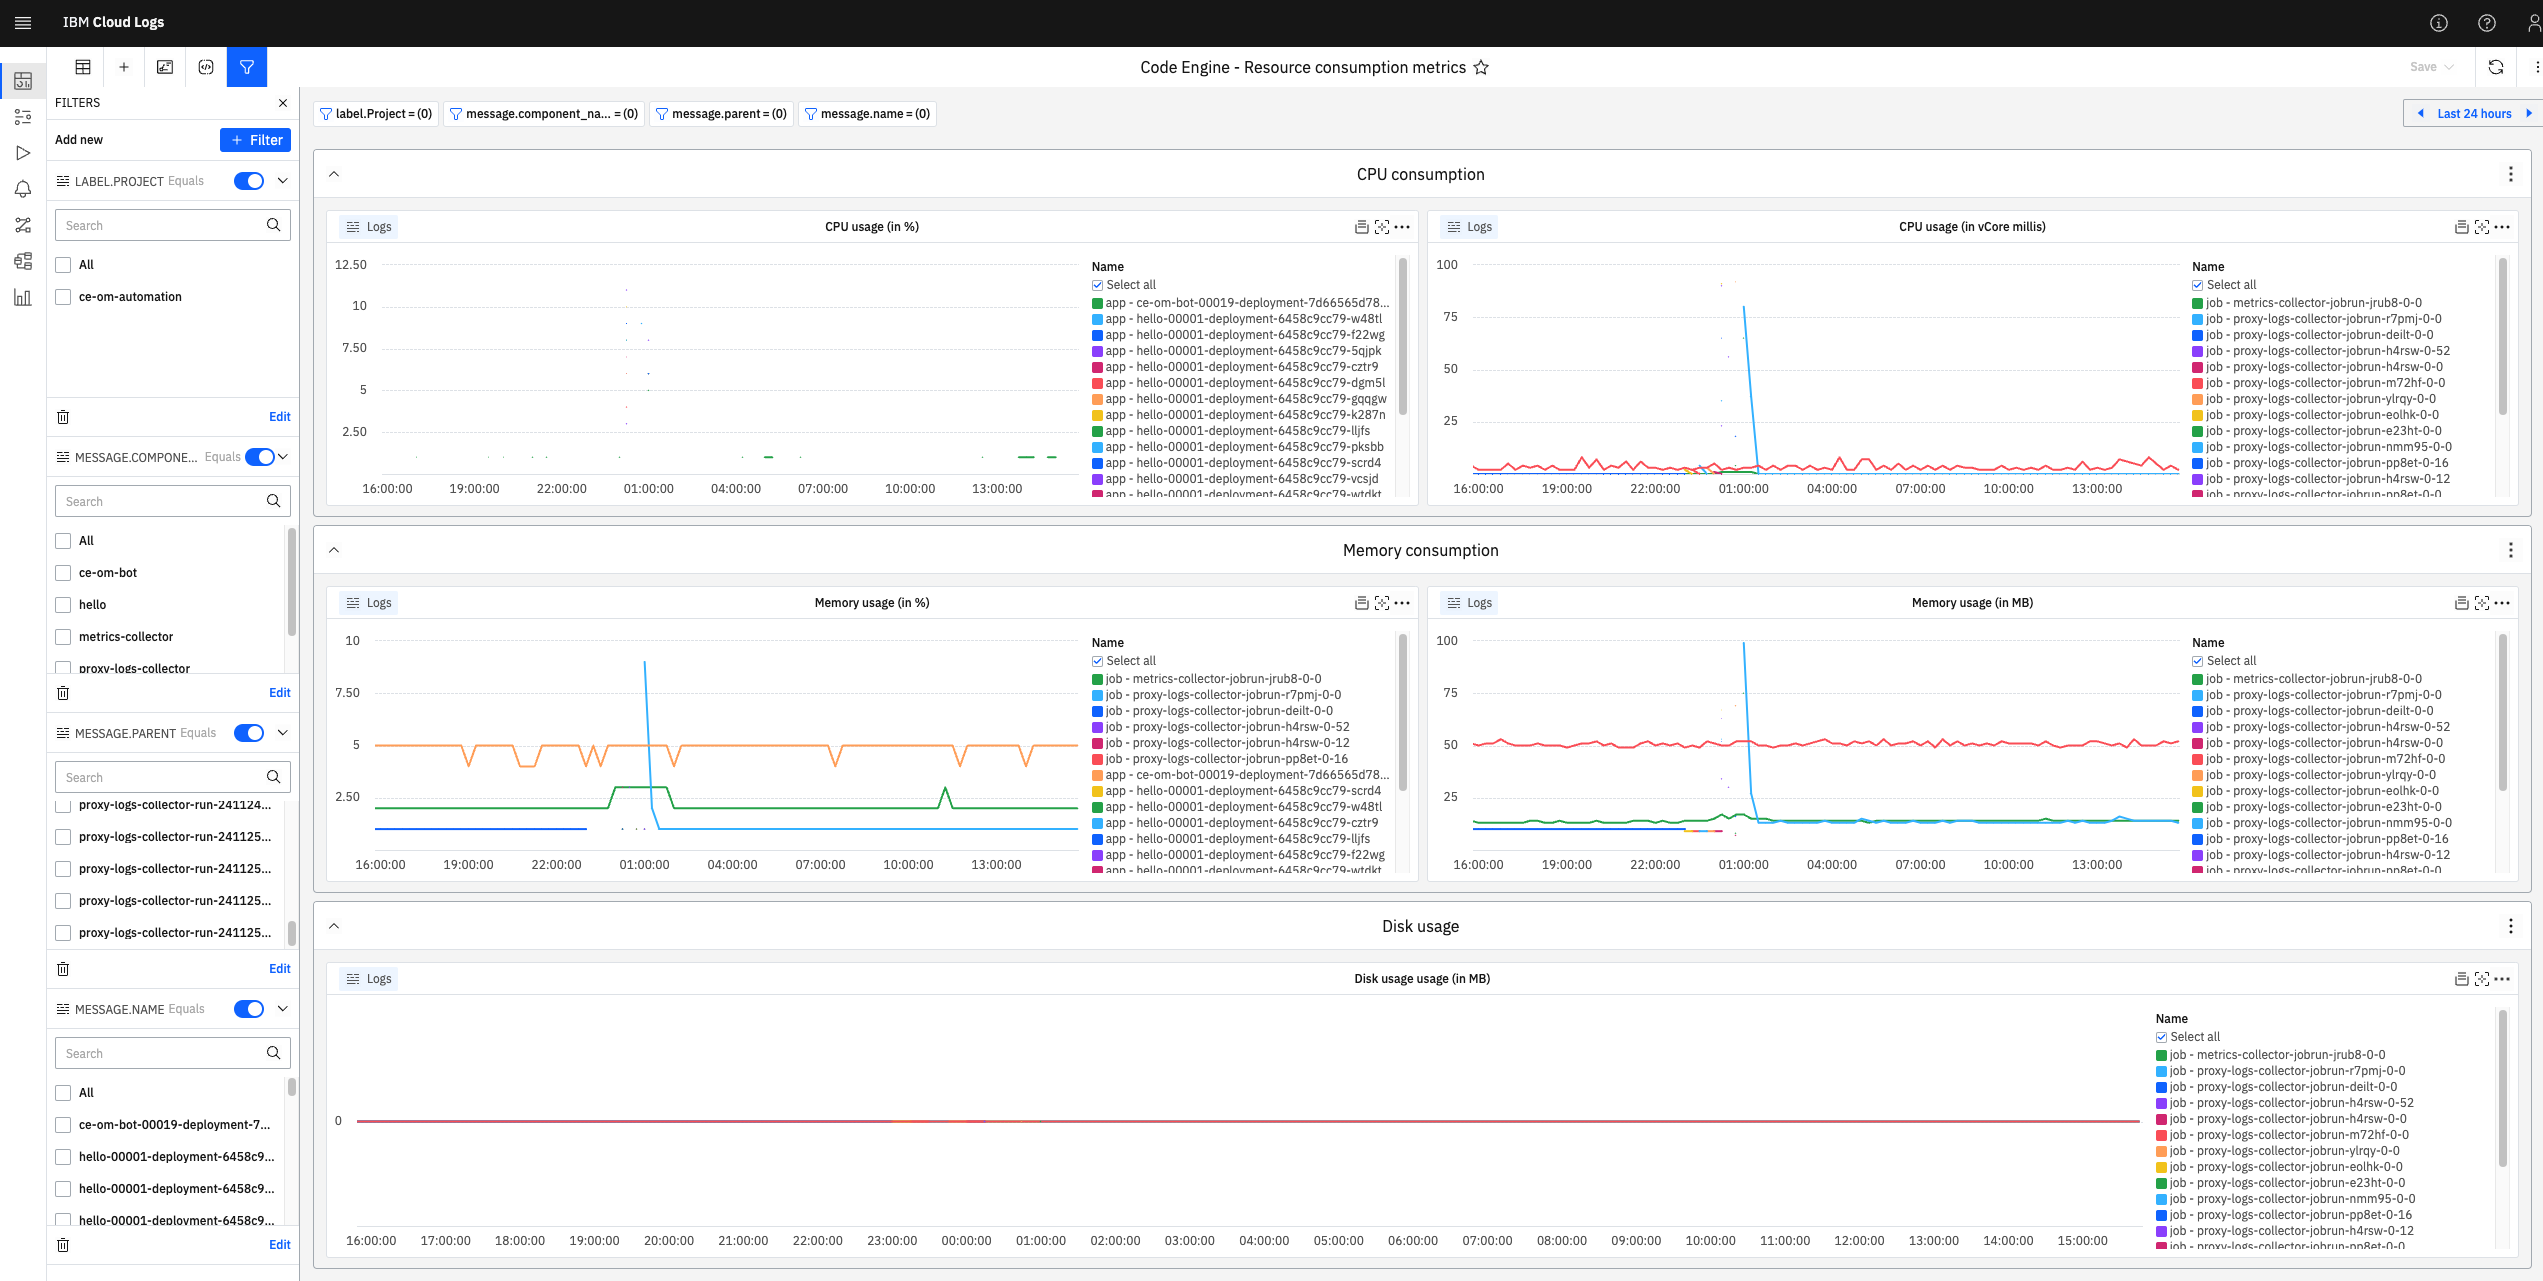 IBM Cloud Logs
Code Engine - Resource consumption metrics
Save
FILTERS
Add new
+ Filter
LABEL.PROJECT Equals
Search
All
ce-om-automation
Edit
MESSAGE.COMPONE... Equals
Search
All
ce-om-bot
hello
metrics-collector
proxy-logs-collector
Edit
MESSAGE.PARENT Equals
Search
proxy-logs-collector-run-241124...
proxy-logs-collector-run-241125...
proxy-logs-collector-run-241125...
proxy-logs-collector-run-241125...
proxy-logs-collector-run-241125...
Edit
MESSAGE.NAME Equals
Search
All
ce-om-bot-00019-deployment-7...
hello-00001-deployment-6458c9...
hello-00001-deployment-6458c9...
hello-00001-deployment-6458c9...
Edit
label.Project = (0)
message.component_na... = (0)
message.parent = (0)
message.name = (0)
Last 24 hours
CPU consumption
Logs
CPU usage (in %)
12.50
10
7.50
5
2.50
16:00:00 19:00:00 22:00:00 01:00:00 04:00:00 07:00:00 10:00:00 13:00:00
Name
Select all
app - ce-om-bot-00019-deployment-7d66565d78...
app - hello-00001-deployment-6458c9cc79-w48tl
app - hello-00001-deployment-6458c9cc79-f22wg
app - hello-00001-deployment-6458c9cc79-5qjpk
app - hello-00001-deployment-6458c9cc79-cztr9
app - hello-00001-deployment-6458c9cc79-dgm5l
app - hello-00001-deployment-6458c9cc79-gqqgw
app - hello-00001-deployment-6458c9cc79-k287n
app - hello-00001-deployment-6458c9cc79-lljfs
app - hello-00001-deployment-6458c9cc79-pksbb
app - hello-00001-deployment-6458c9cc79-scrd4
app - hello-00001-deployment-6458c9cc79-vcsjd
app - hello-00001-deployment-6458c9cc79-wtdkt
Logs
CPU usage (in vCore millis)
100
75
50
25
16:00:00 19:00:00 22:00:00 01:00:00 04:00:00 07:00:00 10:00:00 13:00:00
Name
Select all
job - metrics-collector-jobrun-jrub8-0-0
job - proxy-logs-collector-jobrun-r7pmj-0-0
job - proxy-logs-collector-jobrun-deilt-0-0
job - proxy-logs-collector-jobrun-h4rsw-0-52
job - proxy-logs-collector-jobrun-h4rsw-0-0
job - proxy-logs-collector-jobrun-m72hf-0-0
job - proxy-logs-collector-jobrun-ylrqy-0-0
job - proxy-logs-collector-jobrun-eolhk-0-0
job - proxy-logs-collector-jobrun-e23ht-0-0
job - proxy-logs-collector-jobrun-nmm95-0-0
job - proxy-logs-collector-jobrun-pp8et-0-16
job - proxy-logs-collector-jobrun-h4rsw-0-12
job - proxy-logs-collector-jobrun-pp8et-0-0
Memory consumption
Logs
Memory usage (in %)
10
7.50
5
2.50
16:00:00 19:00:00 22:00:00 01:00:00 04:00:00 07:00:00 10:00:00 13:00:00
Name
Select all
job - metrics-collector-jobrun-jrub8-0-0
job - proxy-logs-collector-jobrun-r7pmj-0-0
job - proxy-logs-collector-jobrun-deilt-0-0
job - proxy-logs-collector-jobrun-h4rsw-0-52
job - proxy-logs-collector-jobrun-h4rsw-0-12
job - proxy-logs-collector-jobrun-pp8et-0-16
app - ce-om-bot-00019-deployment-7d66565d78...
app - hello-00001-deployment-6458c9cc79-scrd4
app - hello-00001-deployment-6458c9cc79-w48tl
app - hello-00001-deployment-6458c9cc79-cztr9
app - hello-00001-deployment-6458c9cc79-lljfs
app - hello-00001-deployment-6458c9cc79-f22wg
app - hello-00001-deployment-6458c9cc79-wtdkt
Logs
Memory usage (in MB)
100
75
50
25
16:00:00 19:00:00 22:00:00 01:00:00 04:00:00 07:00:00 10:00:00 13:00:00
Name
Select all
job - metrics-collector-jobrun-jrub8-0-0
job - proxy-logs-collector-jobrun-r7pmj-0-0
job - proxy-logs-collector-jobrun-deilt-0-0
job - proxy-logs-collector-jobrun-h4rsw-0-52
job - proxy-logs-collector-jobrun-h4rsw-0-0
job - proxy-logs-collector-jobrun-m72hf-0-0
job - proxy-logs-collector-jobrun-ylrqy-0-0
job - proxy-logs-collector-jobrun-eolhk-0-0
job - proxy-logs-collector-jobrun-e23ht-0-0
job - proxy-logs-collector-jobrun-nmm95-0-0
job - proxy-logs-collector-jobrun-pp8et-0-16
job - proxy-logs-collector-jobrun-h4rsw-0-12
job - proxy-logs-collector-jobrun-pp8et-0-0
Disk usage
Logs
Disk usage usage (in MB)
0
16:00:00 17:00:00 18:00:00 19:00:00 20:00:00 21:00:00 22:00:00 23:00:00 00:00:00 01:00:00 02:00:00 03:00:00 04:00:00 05:00:00 06:00:00 07:00:00 08:00:00 09:00:00 10:00:00 11:00:00 12:00:00 13:00:00 14:00:00 15:00:00
Name
Select all
job - metrics-collector-jobrun-jrub8-0-0
job - proxy-logs-collector-jobrun-r7pmj-0-0
job - proxy-logs-collector-jobrun-deilt-0-0
job - proxy-logs-collector-jobrun-h4rsw-0-52
job - proxy-logs-collector-jobrun-h4rsw-0-0
job - proxy-logs-collector-jobrun-m72hf-0-0
job - proxy-logs-collector-jobrun-ylrqy-0-0
job - proxy-logs-collector-jobrun-eolhk-0-0
job - proxy-logs-collector-jobrun-e23ht-0-0
job - proxy-logs-collector-jobrun-nmm95-0-0
job - proxy-logs-collector-jobrun-pp8et-0-16
job - proxy-logs-collector-jobrun-h4rsw-0-12
job - proxy-logs-collector-jobrun-pp8et-0-0